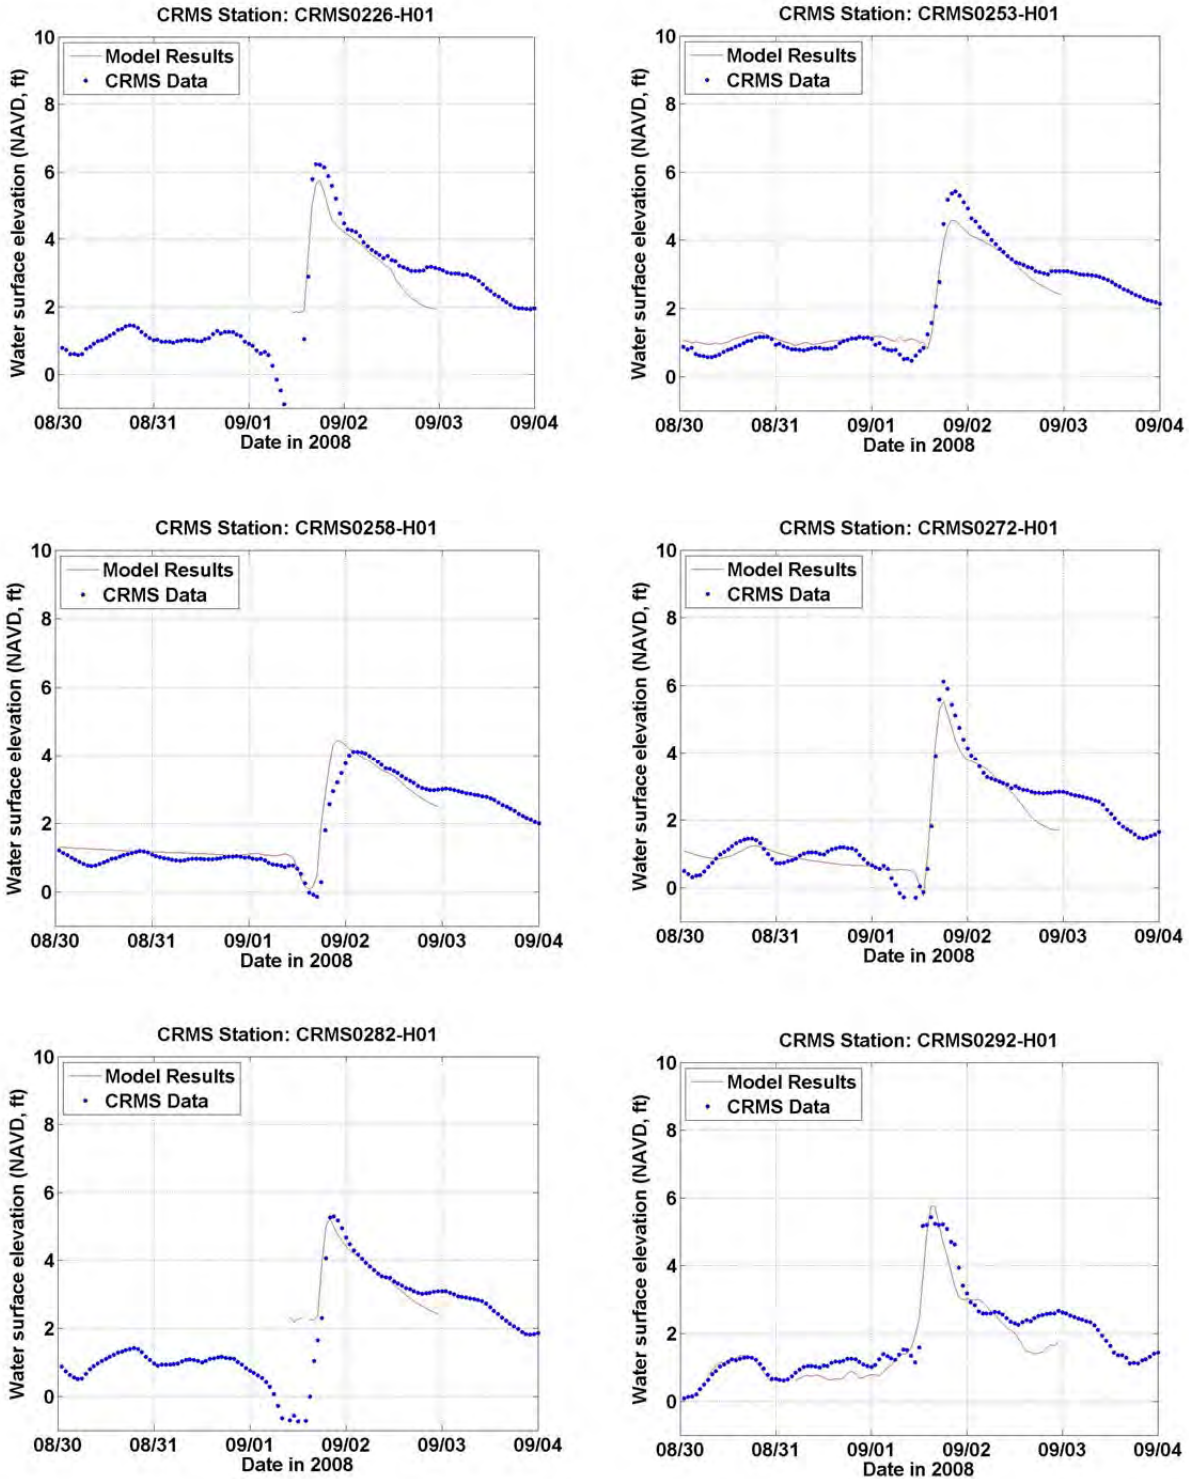 CRMS Station: CRMS0226-H01
Water surface elevation (NAVD, ft)
Model Results
CRMS Data
10
8
6
4
2
0
08/30 08/31 09/01 09/02 09/03 09/04
Date in 2008
CRMS Station: CRMS0253-H01
Water surface elevation (NAVD, ft)
Model Results
CRMS Data
10
8
6
4
2
0
08/30 08/31 09/01 09/02 09/03 09/04
Date in 2008
CRMS Station: CRMS0258-H01
Water surface elevation (NAVD, ft)
Model Results
CRMS Data
10
8
6
4
2
0
08/30 08/31 09/01 09/02 09/03 09/04
Date in 2008
CRMS Station: CRMS0272-H01
Water surface elevation (NAVD, ft)
Model Results
CRMS Data
10
8
6
4
2
0
08/30 08/31 09/01 09/02 09/03 09/04
Date in 2008
CRMS Station: CRMS0282-H01
Water surface elevation (NAVD, ft)
Model Results
CRMS Data
10
8
6
4
2
0
08/30 08/31 09/01 09/02 09/03 09/04
Date in 2008
CRMS Station: CRMS0292-H01
Water surface elevation (NAVD, ft)
Model Results
CRMS Data
10
8
6
4
2
0
08/30 08/31 09/01 09/02 09/03 09/04
Date in 2008